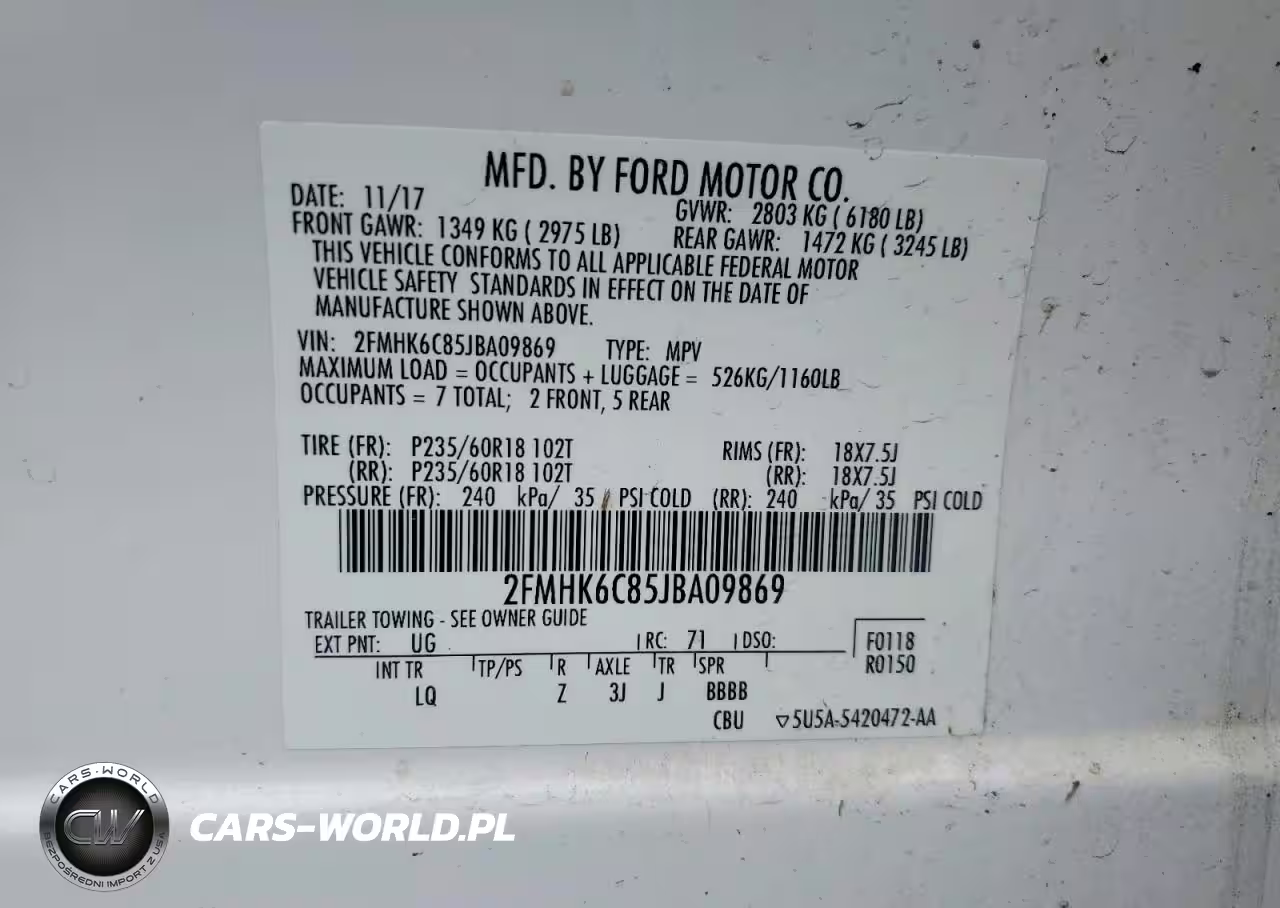 MFD. BY FORD MOTOR CO.
DATE: 11/17 GVWR: 2803 KG ( 6180 LB)
FRONT GAWR: 1349 KG ( 2975 LB) REAR GAWR: 1472 KG ( 3245 LB)
THIS VEHICLE CONFORMS TO ALL APPLICABLE FEDERAL MOTOR
VEHICLE SAFETY STANDARDS IN EFFECT ON THE DATE OF
MANUFACTURE SHOWN ABOVE.
VIN: 2FMHK6C85JBA09869 TYPE: MPV
MAXIMUM LOAD = OCCUPANTS + LUGGAGE = 526KG/1160LB
OCCUPANTS = 7 TOTAL; 2 FRONT, 5 REAR
TIRE (FR): P235/60R18 102T RIMS (FR): 18X7.5J
(RR): P235/60R18 102T (RR): 18X7.5J
PRESSURE (FR): 240 kPa/ 35 PSI COLD (RR): 240 kPa/ 35 PSI COLD
2FMHK6C85JBA09869
TRAILER TOWING - SEE OWNER GUIDE
EXT PNT: UG RC: 71 DSO: F0118
INT TR TP/PS R AXLE TR SPR R0150
LQ Z 3J J BBBB
CBU ▽5U5A-5420472-AA
CARS-WORLD
CW
BEZPOŚREDNI IMPORT Z USA
CARS-WORLD.PL